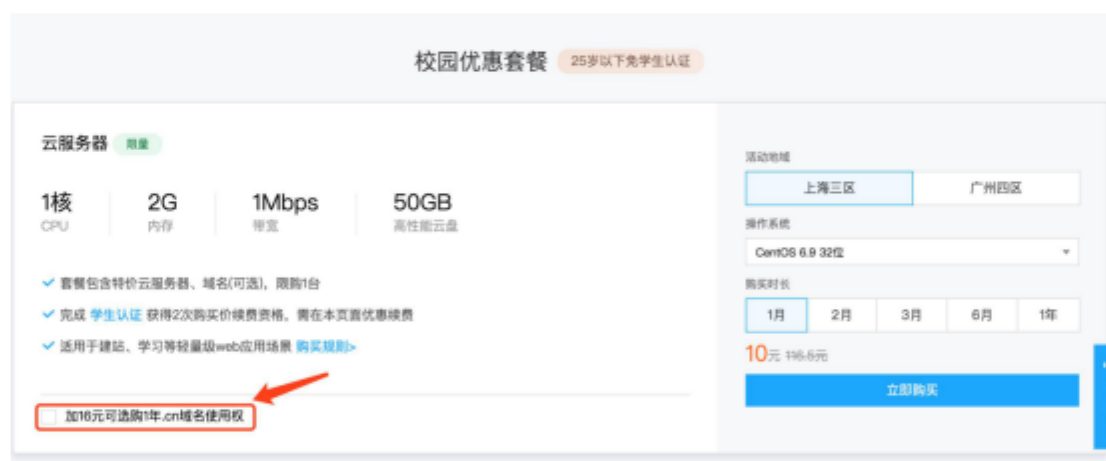 校园优惠套餐 25岁以下免学生认证
云服务器 限量
1核 2G 1Mbps 50GB
CPU 内存 带宽 高性能云盘
套餐包含特价云服务器、域名(可选)，限购1台
完成 学生认证 获得2次购买价续费资格，需在本页面优惠续费
适用于建站、学习等轻量级web应用场景 购买规则>
加16元可选购1年.cn域名使用权
活动地域
上海三区 广州四区
操作系统
CentOS 6.9 32位
购买时长
1月 2月 3月 6月 1年
10元 116.5元
立即购买